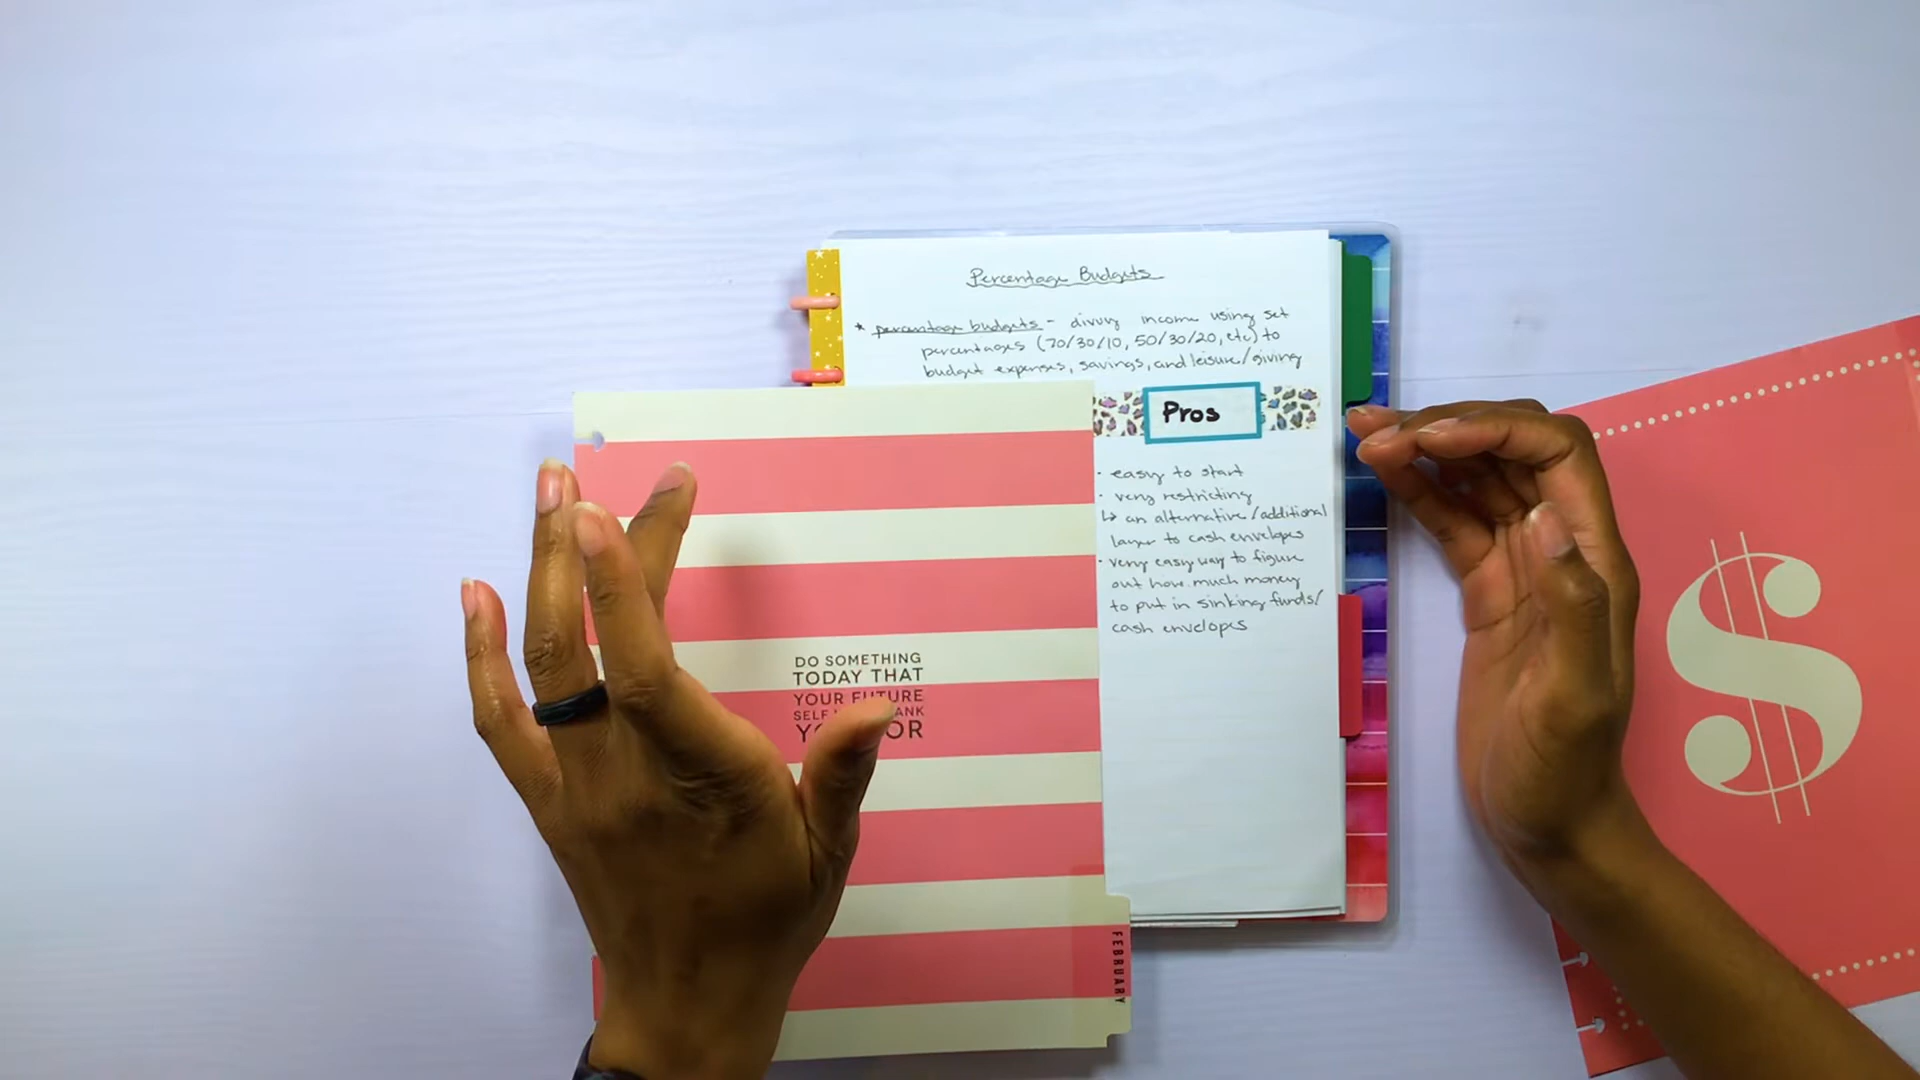 Percentage Budgets
* percentage budgets - divvy income using set
percentages (70/30/10, 50/30/20, etc) to
budget expenses, savings, and leisure/giving
Pros
· easy to start
· very restricting
↳ an alternative/additional
layer to cash envelopes
· very easy way to figure
out how much money
to put in sinking funds/
cash envelopes
DO SOMETHING
TODAY THAT
YOUR FUTURE
SELF
FEBRUARY
$